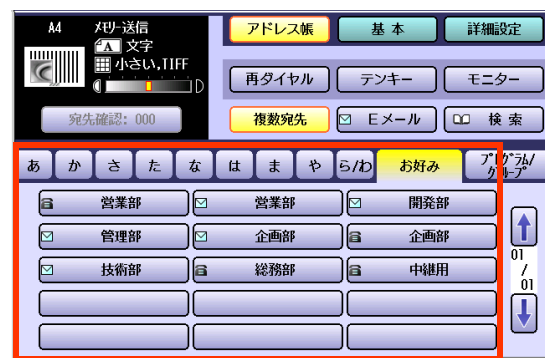 A4 メモリー送信
A 文字
小さい,TIFF
D
宛先確認: 000
アドレス帳 基本 詳細設定
再ダイヤル テンキー モニター
複数宛先 Eメール 検索
あ か さ た な は ま や ら/わ お好み プログラム/グループ
営業部 営業部 開発部
管理部 企画部 企画部
技術部 総務部 中継用
01
/
01